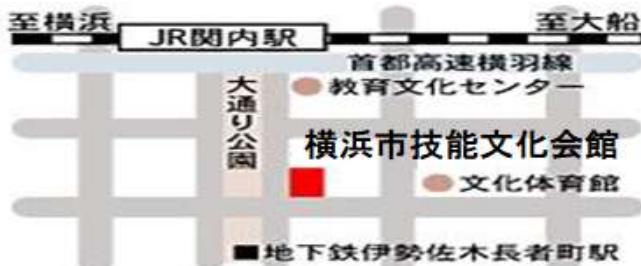 至横浜
至大船
JR関内駅
首都高速横羽線
教育文化センター
大通り公園
横浜市技能文化会館
文化体育館
地下鉄伊勢佐木長者町駅